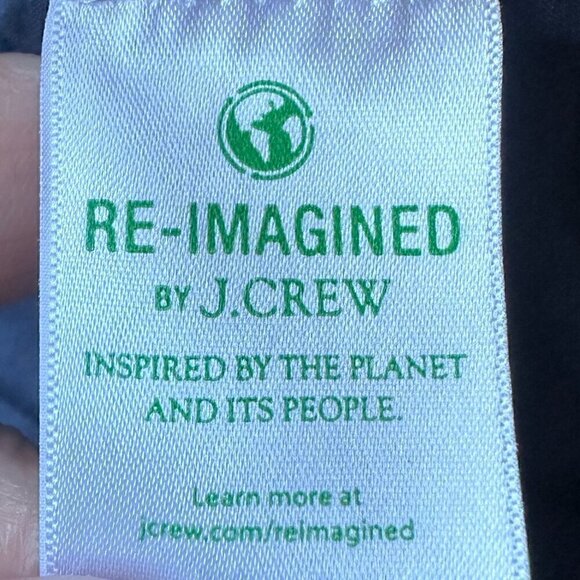 RE-IMAGINED
BY J.CREW
INSPIRED BY THE PLANET
AND ITS PEOPLE.
Learn more at
jcrew.com/reimagined